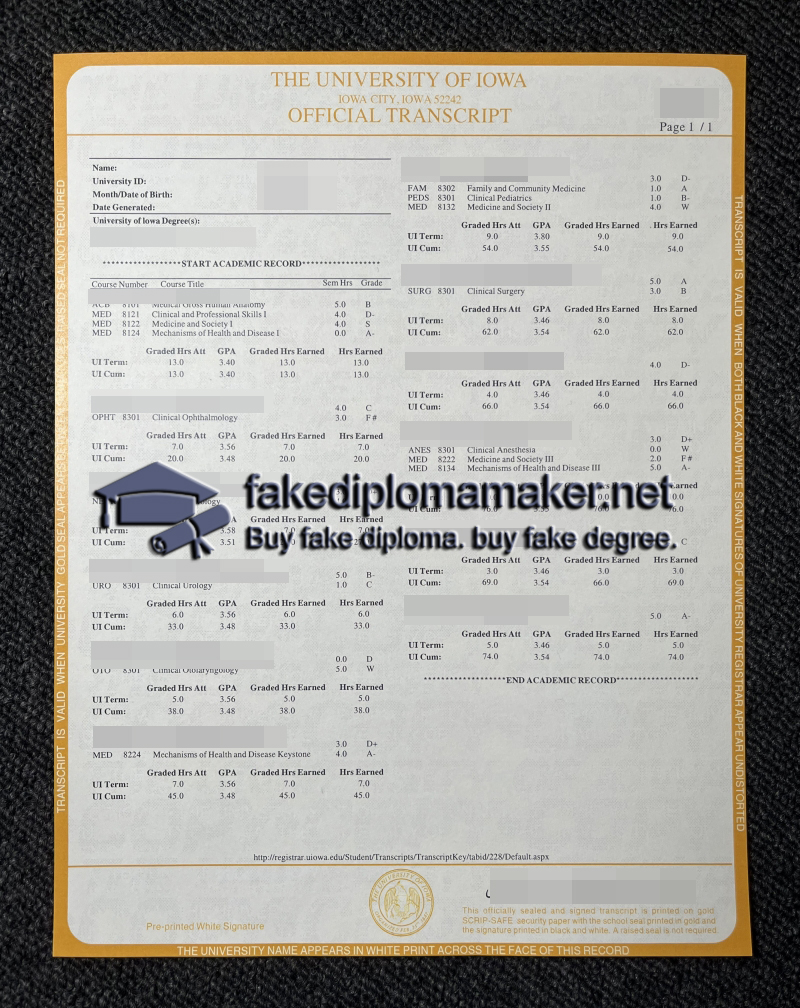 THE UNIVERSITY OF IOWA
IOWA CITY, IOWA 52242
OFFICIAL TRANSCRIPT
Page 1 / 1
Name:
University ID:
Month/Date of Birth:
Date Generated:
University of Iowa Degree(s):
******************START ACADEMIC RECORD******************
Course Number Course Title Sem Hrs Grade
ACB 8101 Medical Gross Human Anatomy 5.0 B
MED 8121 Clinical and Professional Skills I 4.0 D-
MED 8122 Medicine and Society I 4.0 S
MED 8124 Mechanisms of Health and Disease I 0.0 A-
Graded Hrs Att GPA Graded Hrs Earned Hrs Earned
UI Term: 13.0 3.40 13.0 13.0
UI Cum: 13.0 3.40 13.0 13.0
4.0 C
OPHT 8301 Clinical Ophthalmology 3.0 F#
Graded Hrs Att GPA Graded Hrs Earned Hrs Earned
UI Term: 7.0 3.56 7.0 7.0
UI Cum: 20.0 3.48 20.0 20.0
UI Term: 3.58 7.0
UI Cum: 3.51
5.0 B-
URO 8301 Clinical Urology 1.0 C
Graded Hrs Att GPA Graded Hrs Earned Hrs Earned
UI Term: 6.0 3.56 6.0 6.0
UI Cum: 33.0 3.48 33.0 33.0
0.0 D
OTO 8301 Clinical Otolaryngology 5.0 W
Graded Hrs Att GPA Graded Hrs Earned Hrs Earned
UI Term: 5.0 3.56 5.0 5.0
UI Cum: 38.0 3.48 38.0 38.0
3.0 D+
MED 8224 Mechanisms of Health and Disease Keystone 4.0 A-
Graded Hrs Att GPA Graded Hrs Earned Hrs Earned
UI Term: 7.0 3.56 7.0 7.0
UI Cum: 45.0 3.48 45.0 45.0
3.0 D-
FAM 8302 Family and Community Medicine 1.0 A
PEDS 8301 Clinical Pediatrics 1.0 B-
MED 8132 Medicine and Society II 4.0 W
Graded Hrs Att GPA Graded Hrs Earned Hrs Earned
UI Term: 9.0 3.80 9.0 9.0
UI Cum: 54.0 3.55 54.0 54.0
5.0 A
SURG 8301 Clinical Surgery 3.0 B
Graded Hrs Att GPA Graded Hrs Earned Hrs Earned
UI Term: 8.0 3.46 8.0 8.0
UI Cum: 62.0 3.54 62.0 62.0
4.0 D-
Graded Hrs Att GPA Graded Hrs Earned Hrs Earned
UI Term: 4.0 3.46 4.0 4.0
UI Cum: 66.0 3.54 66.0 66.0
3.0 D+
ANES 8301 Clinical Anesthesia 0.0 W
MED 8222 Medicine and Society III 2.0 F#
MED 8134 Mechanisms of Health and Disease III 5.0 A-
C
Graded Hrs Att GPA Graded Hrs Earned Hrs Earned
UI Term: 3.0 3.46 3.0 3.0
UI Cum: 69.0 3.54 66.0 69.0
5.0 A-
Graded Hrs Att GPA Graded Hrs Earned Hrs Earned
UI Term: 5.0 3.46 5.0 5.0
UI Cum: 74.0 3.54 74.0 74.0
******************END ACADEMIC RECORD******************
fakediplomamaker.net
Buy fake diploma. buy fake degree.
http://registrar.uiowa.edu/Student/Transcripts/TranscriptKey/tabid/228/Default.aspx
Pre-printed White Signature
This officially sealed and signed transcript is printed on gold
SCRIP-SAFE security paper with the school seal printed in gold and
the signature printed in black and white. A raised seal is not required.
THE UNIVERSITY NAME APPEARS IN WHITE PRINT ACROSS THE FACE OF THIS RECORD
TRANSCRIPT IS VALID WHEN UNIVERSITY GOLD SEAL APPEARS
RAISED SEAL NOT REQUIRED
TRANSCRIPT IS VALID WHEN BOTH BLACK AND WHITE SIGNATURES OF UNIVERSITY REGISTRAR APPEAR UNDISTORTED